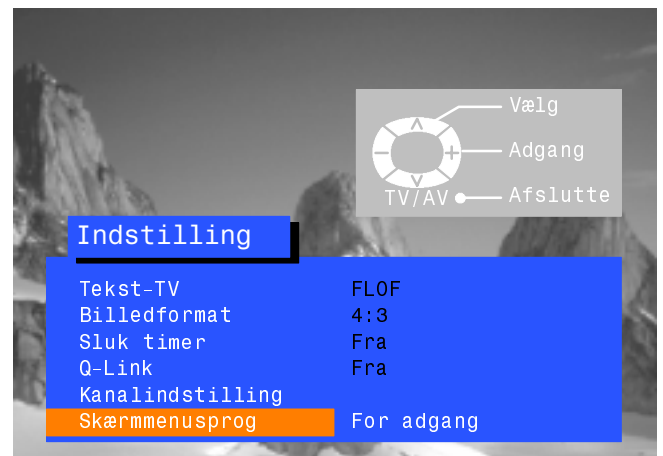 Vælg
Adgang
TV/AV Afslutte
Indstilling
Tekst-TV FLOF
Billedformat 4:3
Sluk timer Fra
Q-Link Fra
Kanalindstilling
Skærmmenusprog For adgang